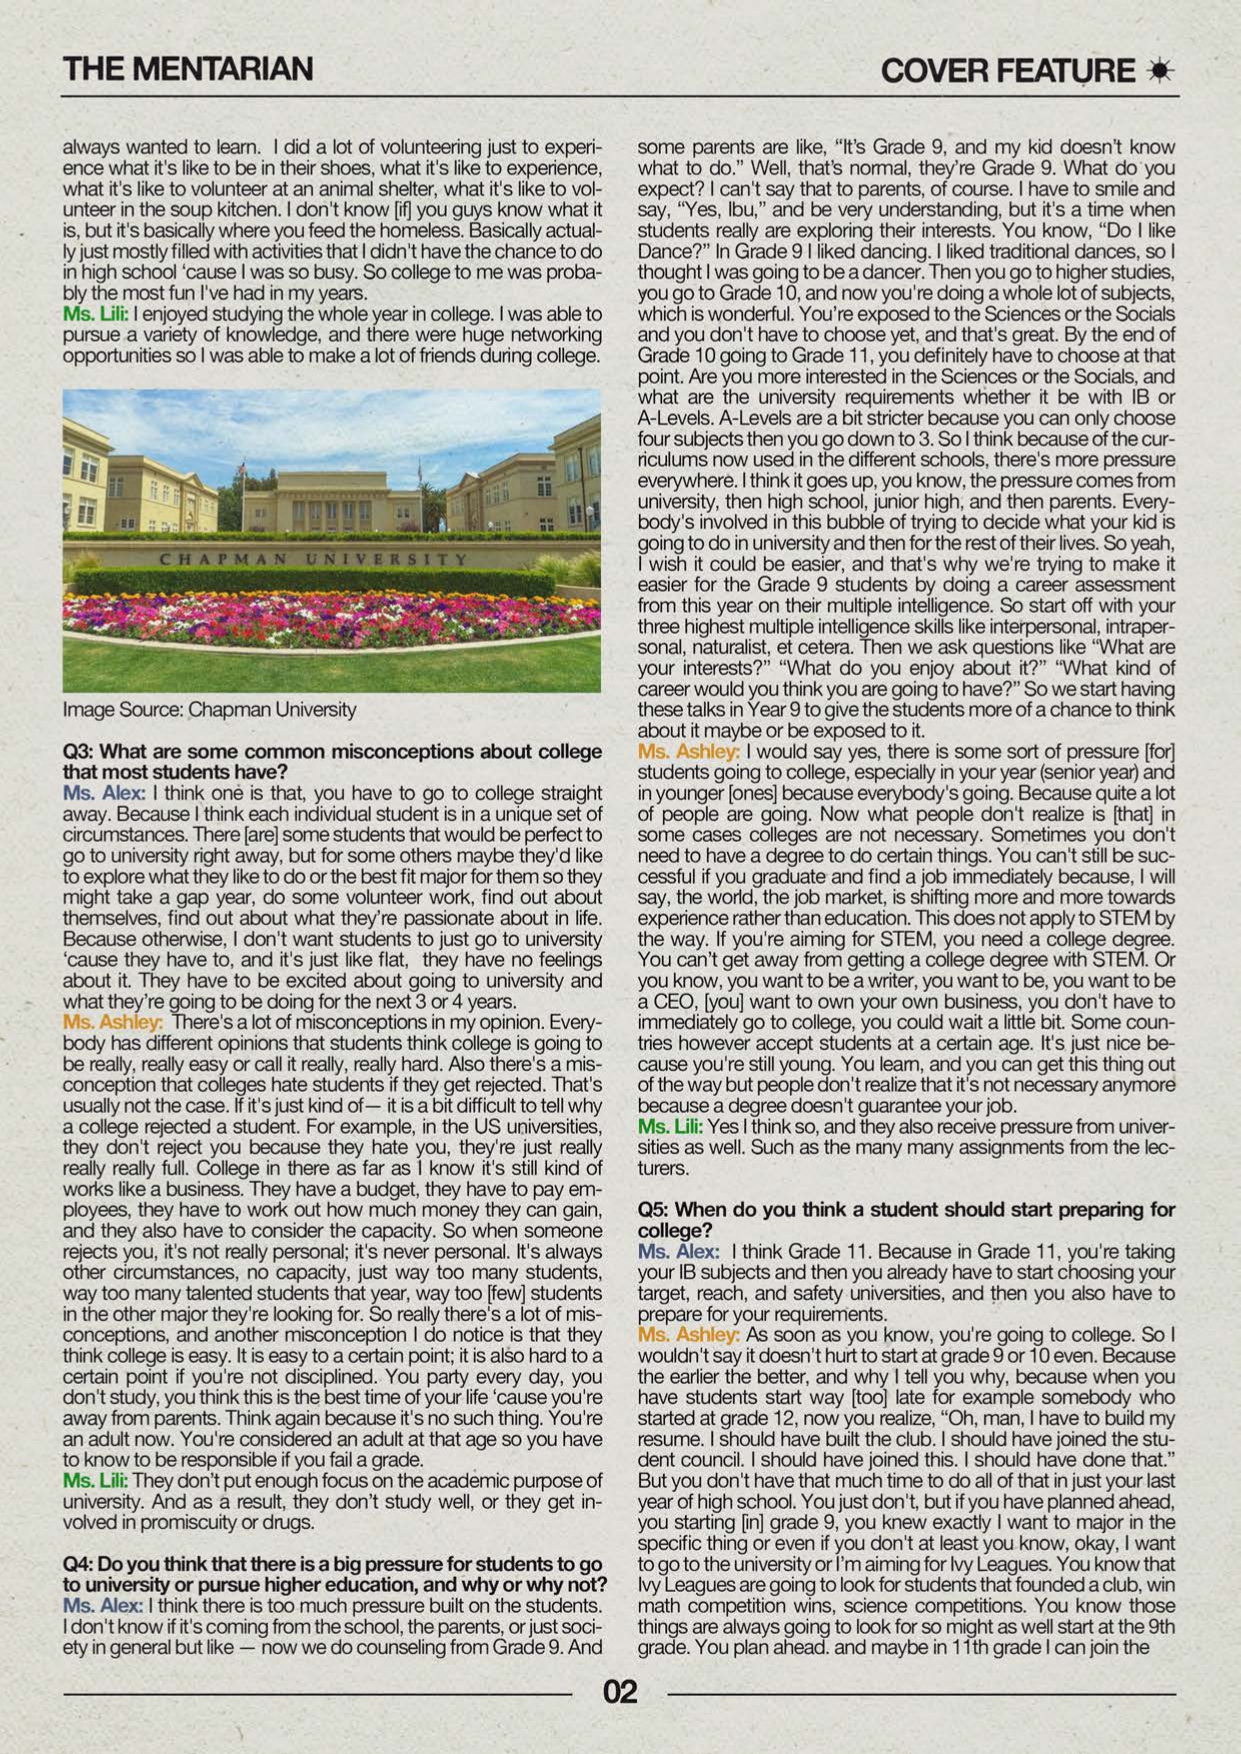 THE MENTARIAN
COVER FEATURE
always wanted to learn. I did a lot of volunteering just to experi-
ence what it's like to be in their shoes, what it's like to experience,
what it's like to volunteer at an animal shelter, what it's like to vol-
unteer in the soup kitchen. I don't know [if] you guys know what it
is, but it's basically where you feed the homeless. Basically actual-
ly just mostly filled with activities that I didn't have the chance to do
in high school ‘cause I was so busy. So college to me was proba-
bly the most fun I've had in my years.
Ms. Lili: I enjoyed studying the whole year in college. I was able to
pursue a variety of knowledge, and there were huge networking
opportunities so I was able to make a lot of friends during college.
CHAPMAN UNIVERSITY
Image Source: Chapman University
Q3: What are some common misconceptions about college
that most students have?
Ms. Alex: I think one is that, you have to go to college straight
away. Because I think each individual student is in a unique set of
circumstances. There [are] some students that would be perfect to
go to university right away, but for some others maybe they'd like
to explore what they like to do or the best fit major for them so they
might take a gap year, do some volunteer work, find out about
themselves, find out about what they’re passionate about in life.
Because otherwise, I don't want students to just go to university
‘cause they have to, and it's just like flat, they have no feelings
about it. They have to be excited about going to university and
what they’re going to be doing for the next 3 or 4 years.
Ms. Ashley: There's a lot of misconceptions in my opinion. Every-
body has different opinions that students think college is going to
be really, really easy or call it really, really hard. Also there's a mis-
conception that colleges hate students if they get rejected. That's
usually not the case. If it's just kind of— it is a bit difficult to tell why
a college rejected a student. For example, in the US universities,
they don't reject you because they hate you, they're just really
really really full. College in there as far as I know it's still kind of
works like a business. They have a budget, they have to pay em-
ployees, they have to work out how much money they can gain,
and they also have to consider the capacity. So when someone
rejects you, it's not really personal; it's never personal. It's always
other circumstances, no capacity, just way too many students,
way too many talented students that year, way too [few] students
in the other major they're looking for. So really there's a lot of mis-
conceptions, and another misconception I do notice is that they
think college is easy. It is easy to a certain point; it is also hard to a
certain point if you're not disciplined. You party every day, you
don't study, you think this is the best time of your life ‘cause you're
away from parents. Think again because it's no such thing. You're
an adult now. You're considered an adult at that age so you have
to know to be responsible if you fail a grade.
Ms. Lili: They don’t put enough focus on the academic purpose of
university. And as a result, they don’t study well, or they get in-
volved in promiscuity or drugs.
Q4: Do you think that there is a big pressure for students to go
to university or pursue higher education, and why or why not?
Ms. Alex: I think there is too much pressure built on the students.
I don't know if it's coming from the school, the parents, or just soci-
ety in general but like — now we do counseling from Grade 9. And
some parents are like, “It’s Grade 9, and my kid doesn’t know
what to do.” Well, that’s normal, they’re Grade 9. What do you
expect? I can't say that to parents, of course. I have to smile and
say, “Yes, Ibu,” and be very understanding, but it's a time when
students really are exploring their interests. You know, “Do I like
Dance?” In Grade 9 I liked dancing. I liked traditional dances, so I
thought I was going to be a dancer. Then you go to higher studies,
you go to Grade 10, and now you're doing a whole lot of subjects,
which is wonderful. You’re exposed to the Sciences or the Socials
and you don't have to choose yet, and that's great. By the end of
Grade 10 going to Grade 11, you definitely have to choose at that
point. Are you more interested in the Sciences or the Socials, and
what are the university requirements whether it be with IB or
A-Levels. A-Levels are a bit stricter because you can only choose
four subjects then you go down to 3. So I think because of the cur-
riculums now used in the different schools, there's more pressure
everywhere. I think it goes up, you know, the pressure comes from
university, then high school, junior high, and then parents. Every-
body's involved in this bubble of trying to decide what your kid is
going to do in university and then for the rest of their lives. So yeah,
I wish it could be easier, and that's why we're trying to make it
easier for the Grade 9 students by doing a career assessment
from this year on their multiple intelligence. So start off with your
three highest multiple intelligence skills like interpersonal, intraper-
sonal, naturalist, et cetera. Then we ask questions like “What are
your interests?” “What do you enjoy about it?” “What kind of
career would you think you are going to have?” So we start having
these talks in Year 9 to give the students more of a chance to think
about it maybe or be exposed to it.
Ms. Ashley: I would say yes, there is some sort of pressure [for]
students going to college, especially in your year (senior year) and
in younger [ones] because everybody's going. Because quite a lot
of people are going. Now what people don't realize is [that] in
some cases colleges are not necessary. Sometimes you don't
need to have a degree to do certain things. You can't still be suc-
cessful if you graduate and find a job immediately because, I will
say, the world, the job market, is shifting more and more towards
experience rather than education. This does not apply to STEM by
the way. If you're aiming for STEM, you need a college degree.
You can’t get away from getting a college degree with STEM. Or
you know, you want to be a writer, you want to be, you want to be
a CEO, [you] want to own your own business, you don't have to
immediately go to college, you could wait a little bit. Some coun-
tries however accept students at a certain age. It's just nice be-
cause you're still young. You learn, and you can get this thing out
of the way but people don't realize that it's not necessary anymore
because a degree doesn't guarantee your job.
Ms. Lili: Yes I think so, and they also receive pressure from univer-
sities as well. Such as the many many assignments from the lec-
turers.
Q5: When do you think a student should start preparing for
college?
Ms. Alex: I think Grade 11. Because in Grade 11, you're taking
your IB subjects and then you already have to start choosing your
target, reach, and safety universities, and then you also have to
prepare for your requirements.
Ms. Ashley: As soon as you know, you're going to college. So I
wouldn't say it doesn't hurt to start at grade 9 or 10 even. Because
the earlier the better, and why I tell you why, because when you
have students start way [too] late for example somebody who
started at grade 12, now you realize, “Oh, man, I have to build my
resume. I should have built the club. I should have joined the stu-
dent council. I should have joined this. I should have done that.”
But you don't have that much time to do all of that in just your last
year of high school. You just don't, but if you have planned ahead,
you starting [in] grade 9, you knew exactly I want to major in the
specific thing or even if you don't at least you know, okay, I want
to go to the university or I’m aiming for Ivy Leagues. You know that
Ivy Leagues are going to look for students that founded a club, win
math competition wins, science competitions. You know those
things are always going to look for so might as well start at the 9th
grade. You plan ahead. and maybe in 11th grade I can join the
02